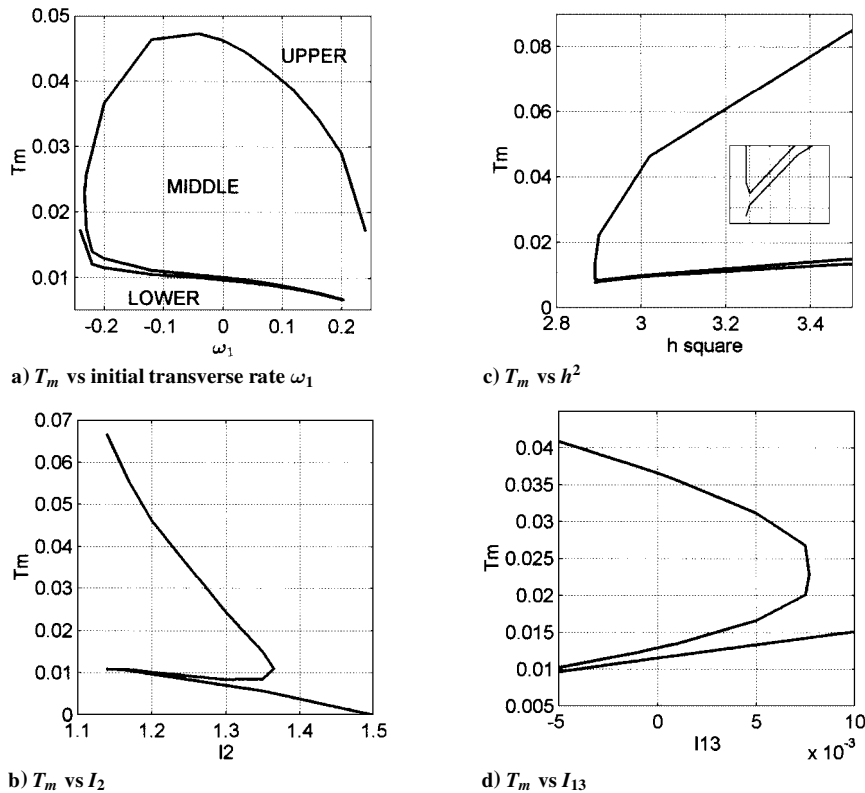 0.05
0.04
0.03
0.02
0.01
Tm
UPPER
MIDDLE
LOWER
-0.2 -0.1 0 0.1 0.2
ω₁
a) Tₘ vs initial transverse rate ω₁
0.08
0.06
0.04
0.02
0
Tm
2.8 3 3.2 3.4
h square
c) Tₘ vs h²
0.07
0.06
0.05
0.04
0.03
0.02
0.01
0
Tm
1.1 1.2 1.3 1.4 1.5
I2
b) Tₘ vs I₂
0.04
0.035
0.03
0.025
0.02
0.015
0.01
0.005
Tm
-5 0 5 10
I13
x 10⁻³
d) Tₘ vs I₁₃